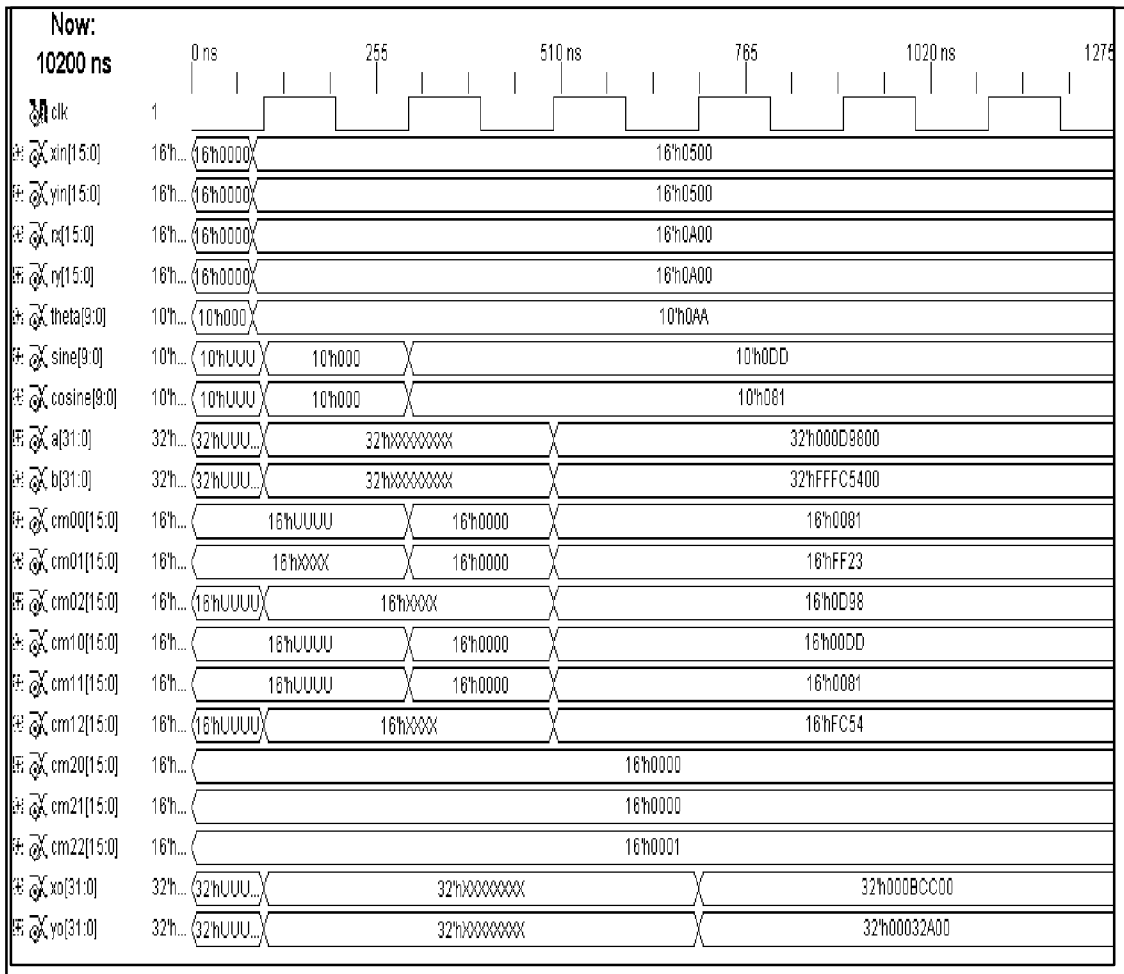 Now:
10200 ns
0 ns 255 510 ns 765 1020 ns 1275
clk 1
xin[15:0] 16'h... 16'h0000 16'h0500
yin[15:0] 16'h... 16'h0000 16'h0500
rx[15:0] 16'h... 16'h0000 16'h0A00
ry[15:0] 16'h... 16'h0000 16'h0A00
theta[9:0] 10'h... 10'h000 10'h0AA
sine[9:0] 10'h... 10'hUUU 10'h000 10'h0DD
cosine[9:0] 10'h... 10'hUUU 10'h000 10'h081
a[31:0] 32'h... 32'hUUU... 32'hXXXXXXXX 32'h000D9800
b[31:0] 32'h... 32'hUUU... 32'hXXXXXXXX 32'hFFFC5400
cm00[15:0] 16'h... 16'hUUUU 16'h0000 16'h0081
cm01[15:0] 16'h... 16'hXXXX 16'h0000 16'hFF23
cm02[15:0] 16'h... 16'hUUUU 16'hXXXX 16'h0D98
cm10[15:0] 16'h... 16'hUUUU 16'h0000 16'h00DD
cm11[15:0] 16'h... 16'hUUUU 16'h0000 16'h0081
cm12[15:0] 16'h... 16'hUUUU 16'hXXXX 16'hFC54
cm20[15:0] 16'h... 16'h0000
cm21[15:0] 16'h... 16'h0000
cm22[15:0] 16'h... 16'h0001
xo[31:0] 32'h... 32'hUUU... 32'hXXXXXXXX 32'h000BCC00
yo[31:0] 32'h... 32'hUUU... 32'hXXXXXXXX 32'h00032A00